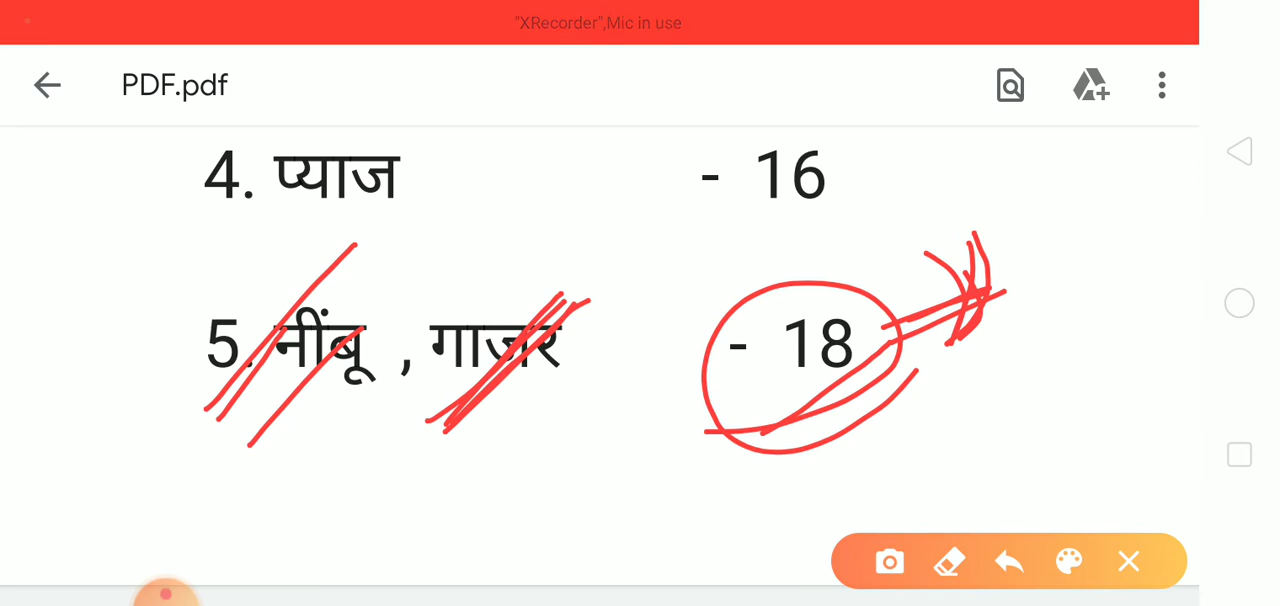 "XRecorder",Mic in use
PDF.pdf
4. प्याज - 16
5. नींबू , गाजर - 18